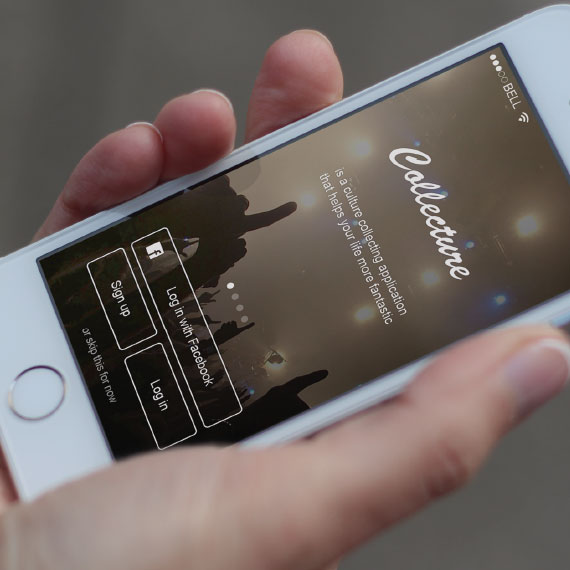 BELL
Collecture
is a culture collecting application
that helps your life more fantastic
f
Log in with Facebook
Sign up
Log in
or skip this for now